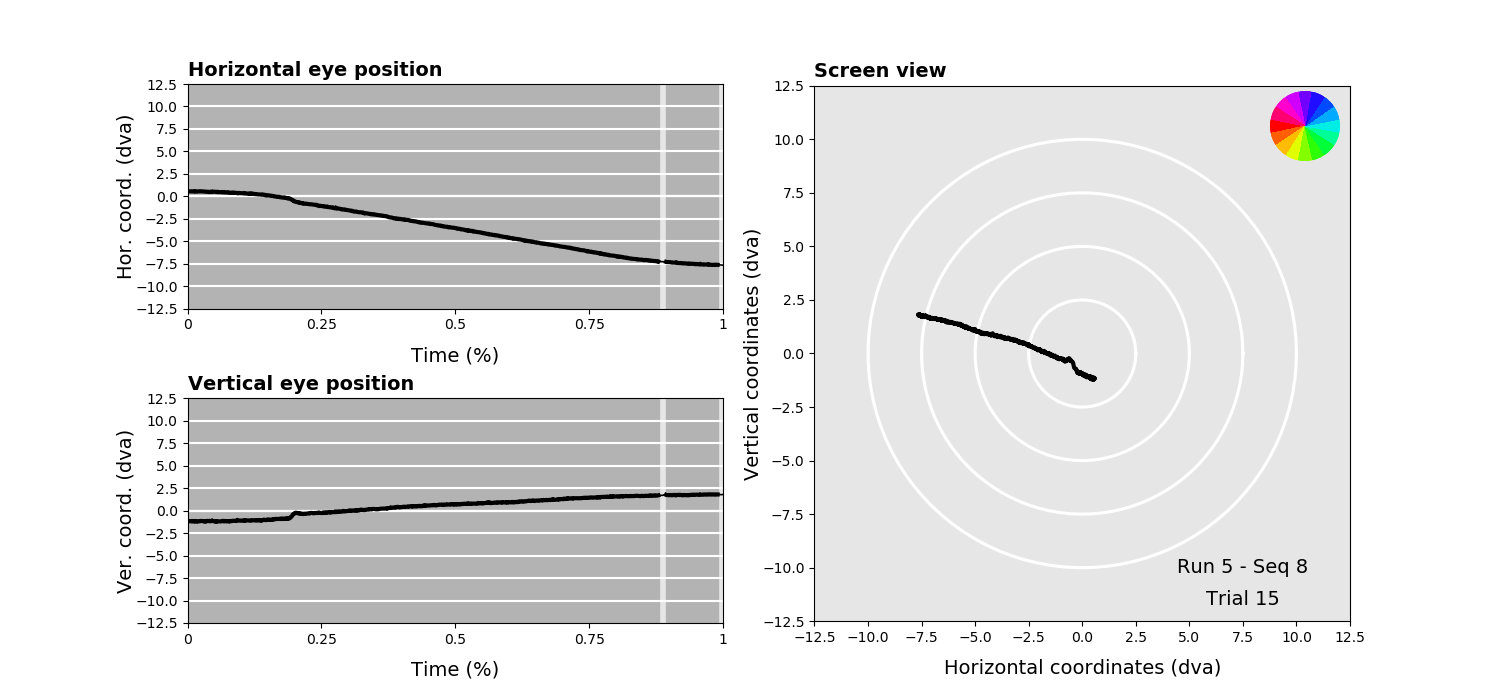 Horizontal eye position
Hor. coord. (dva)
12.5
10.0
7.5
5.0
2.5
0.0
−2.5
−5.0
−7.5
−10.0
−12.5
0 0.25 0.5 0.75 1
Time (%)
Vertical eye position
Ver. coord. (dva)
12.5
10.0
7.5
5.0
2.5
0.0
−2.5
−5.0
−7.5
−10.0
−12.5
0 0.25 0.5 0.75 1
Time (%)
Screen view
Vertical coordinates (dva)
12.5
10.0
7.5
5.0
2.5
0.0
−2.5
−5.0
−7.5
−10.0
−12.5
Run 5 - Seq 8
Trial 15
−12.5 −10.0 −7.5 −5.0 −2.5 0.0 2.5 5.0 7.5 10.0 12.5
Horizontal coordinates (dva)